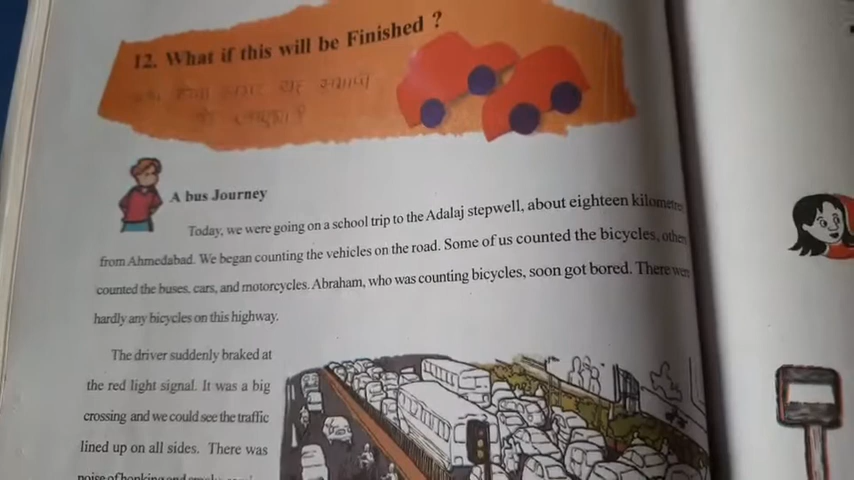 12. What if this will be Finished ?
A bus Journey
Today, we were going on a school trip to the Adalaj stepwell, about eighteen kilometres
from Ahmedabad. We began counting the vehicles on the road. Some of us counted the bicycles, others
counted the buses, cars, and motorcycles. Abraham, who was counting bicycles, soon got bored. There were
hardly any bicycles on this highway.
The driver suddenly braked at
the red light signal. It was a big
crossing and we could see the traffic
lined up on all sides. There was
noise of honking and